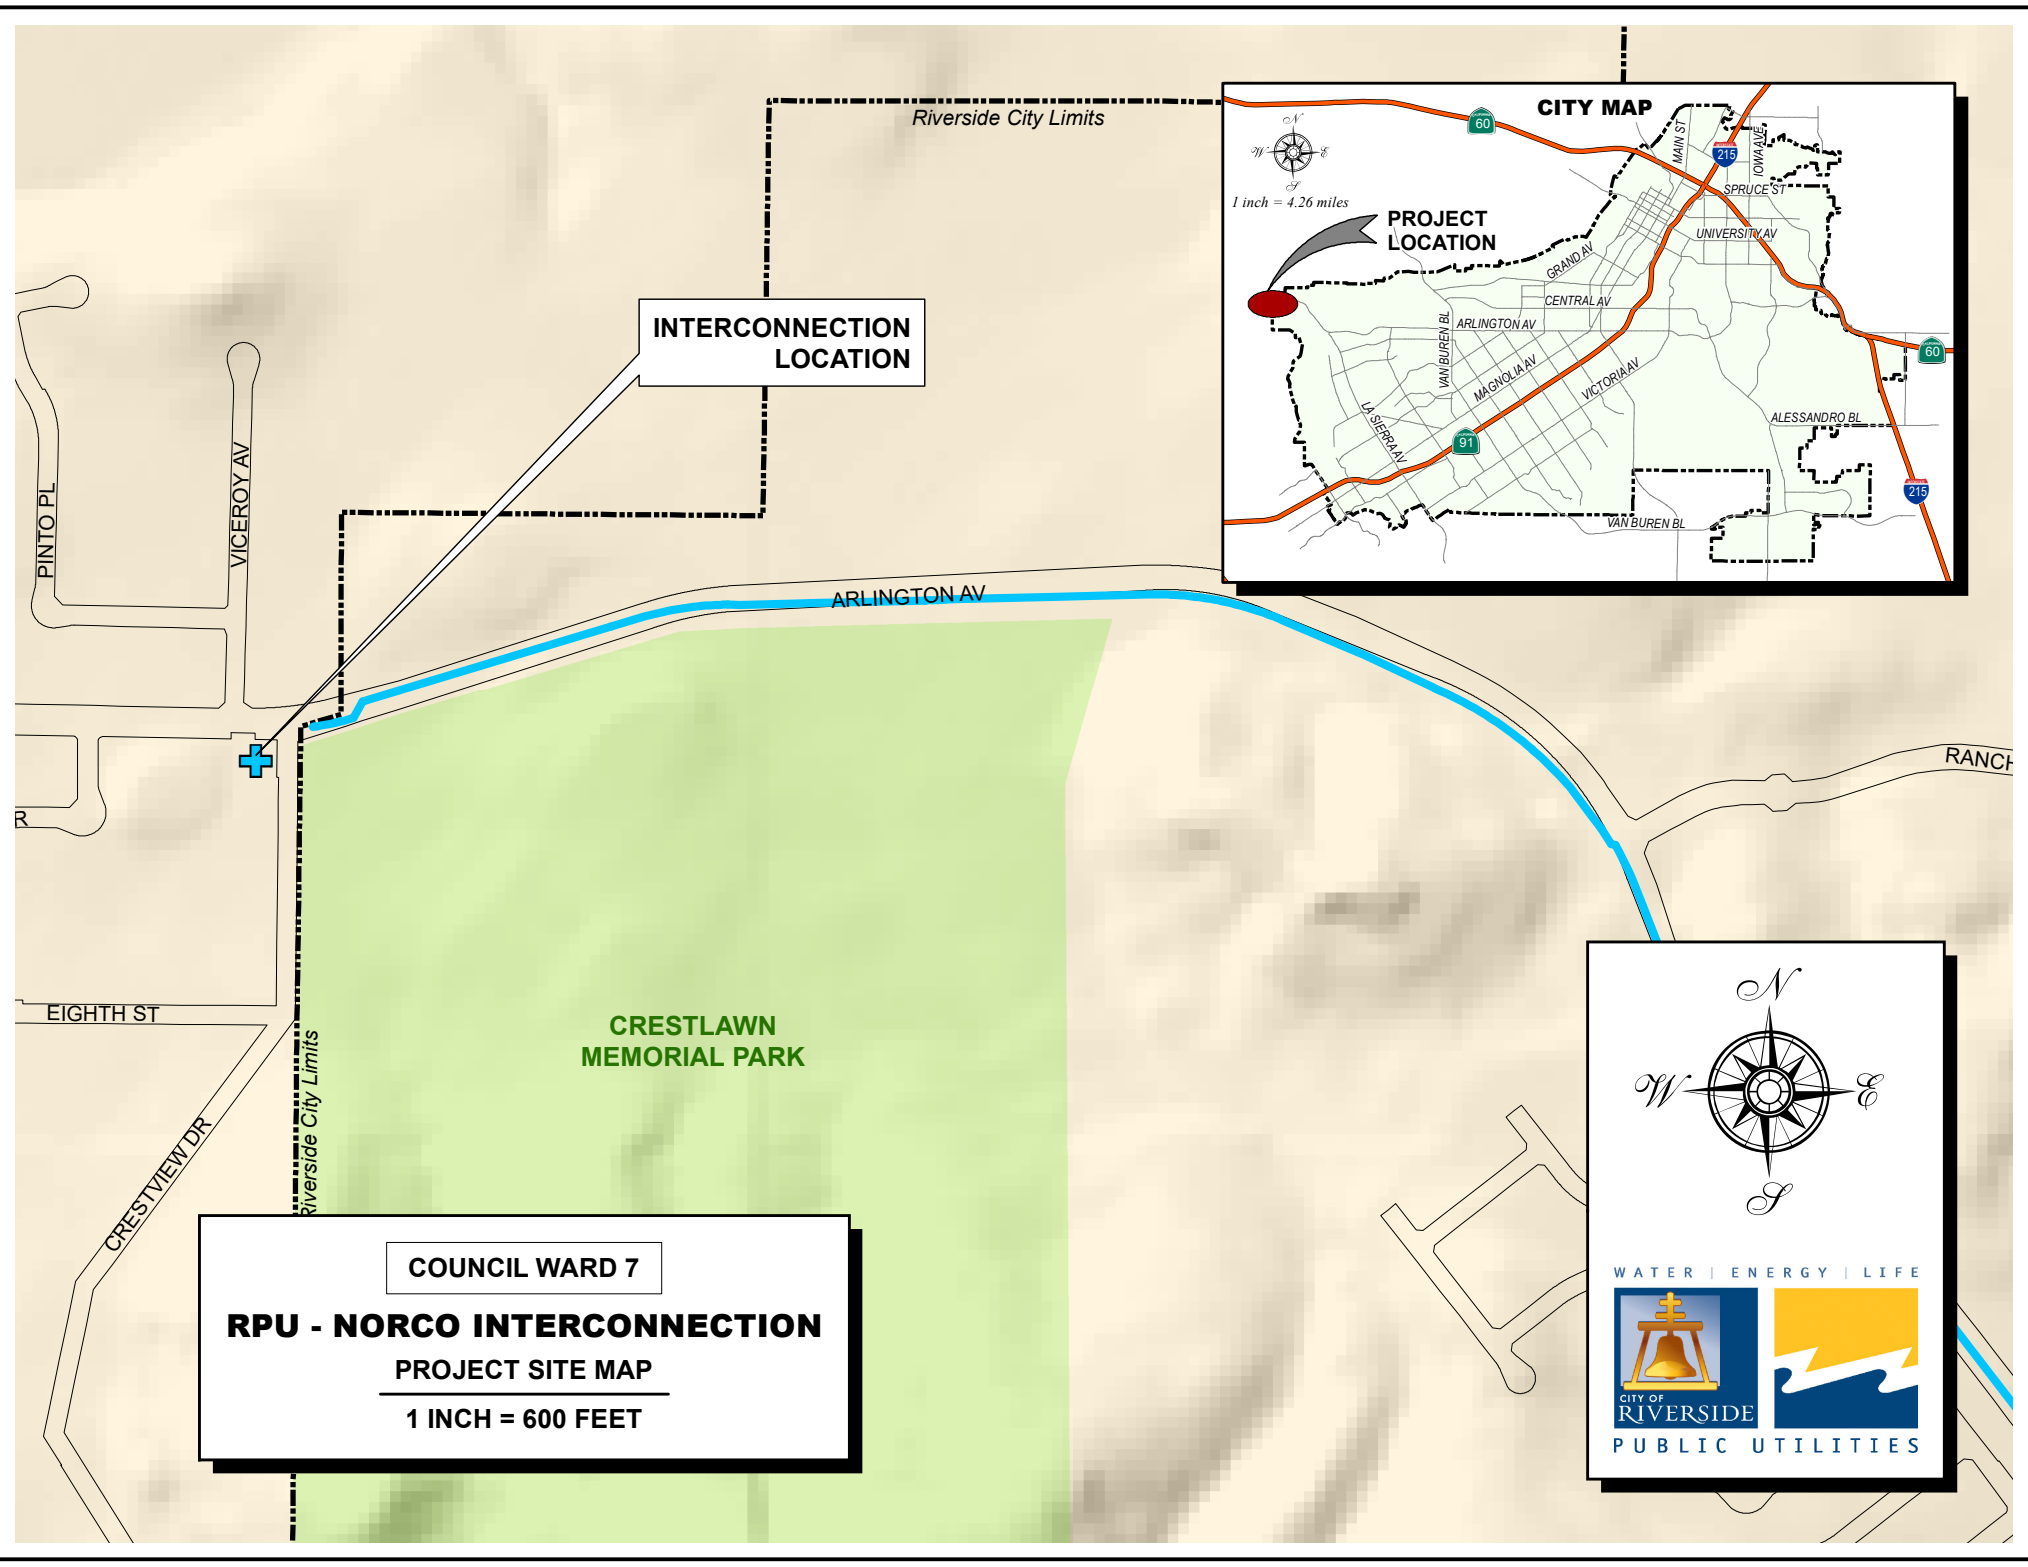 Riverside City Limits
CITY MAP
60
MAIN ST
215
IOWA AVE
N
W
E
S
1 inch = 4.26 miles
SPRUCE ST
PROJECT
LOCATION
UNIVERSITY AV
GRAND AV
CENTRAL AV
ARLINGTON AV
VAN BUREN BL
60
MAGNOLIA AV
VICTORIA AV
LA SIERRA AV
ALESSANDRO BL
91
215
VAN BUREN BL
INTERCONNECTION
LOCATION
PINTO PL
VICEROY AV
ARLINGTON AV
RANCH
R
EIGHTH ST
CRESTLAWN
MEMORIAL PARK
Riverside City Limits
CRESTVIEW DR
N
W
E
S
COUNCIL WARD 7
RPU - NORCO INTERCONNECTION
PROJECT SITE MAP
1 INCH = 600 FEET
WATER | ENERGY | LIFE
CITY OF
RIVERSIDE
PUBLIC UTILITIES